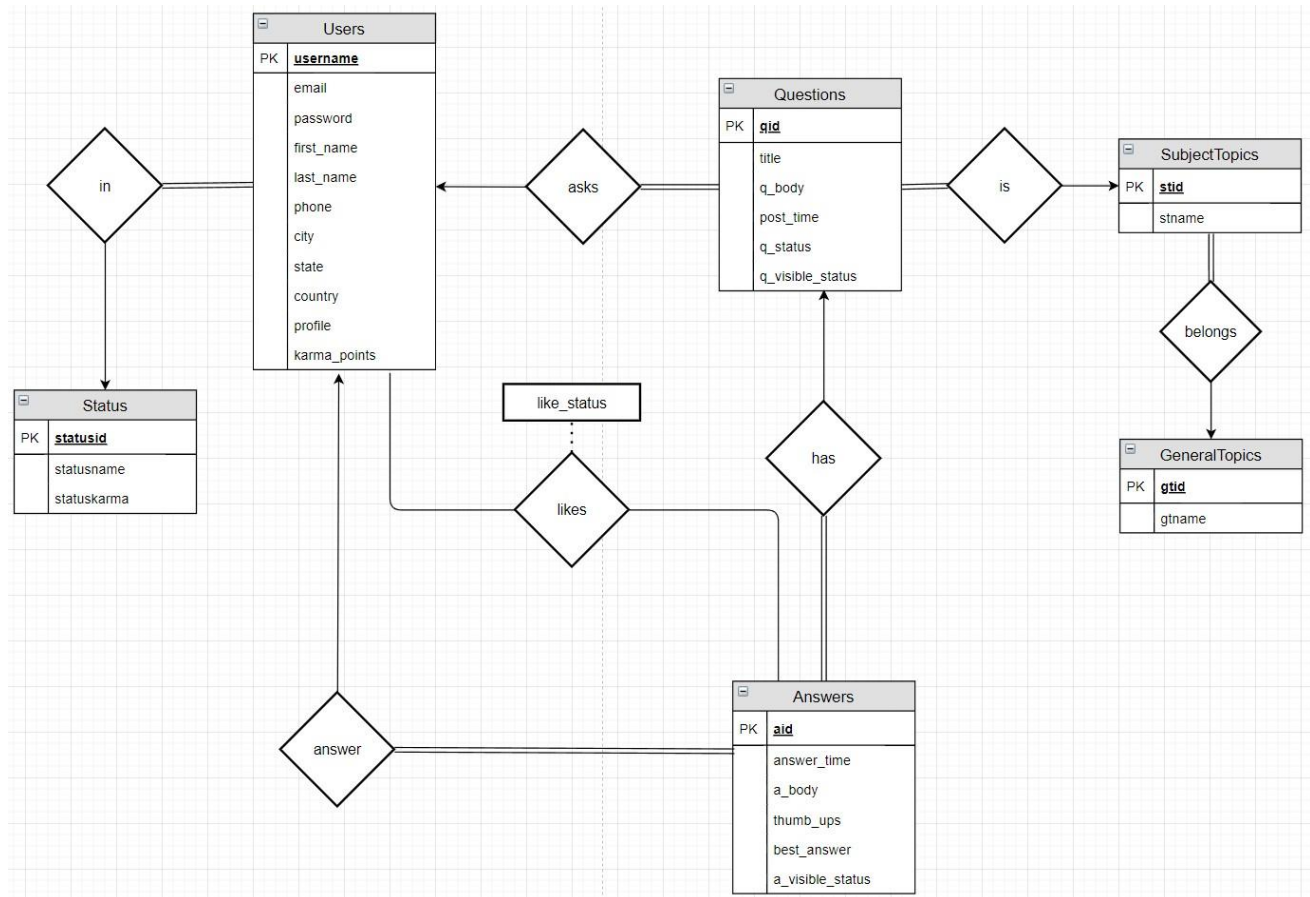 Users
PK username
email
password
first_name
last_name
phone
city
state
country
profile
karma_points
in
Status
PK statusid
statusname
statuskarma
asks
Questions
PK qid
title
q_body
post_time
q_status
q_visible_status
is
SubjectTopics
PK stid
stname
belongs
GeneralTopics
PK gtid
gtname
like_status
likes
has
answer
Answers
PK aid
answer_time
a_body
thumb_ups
best_answer
a_visible_status